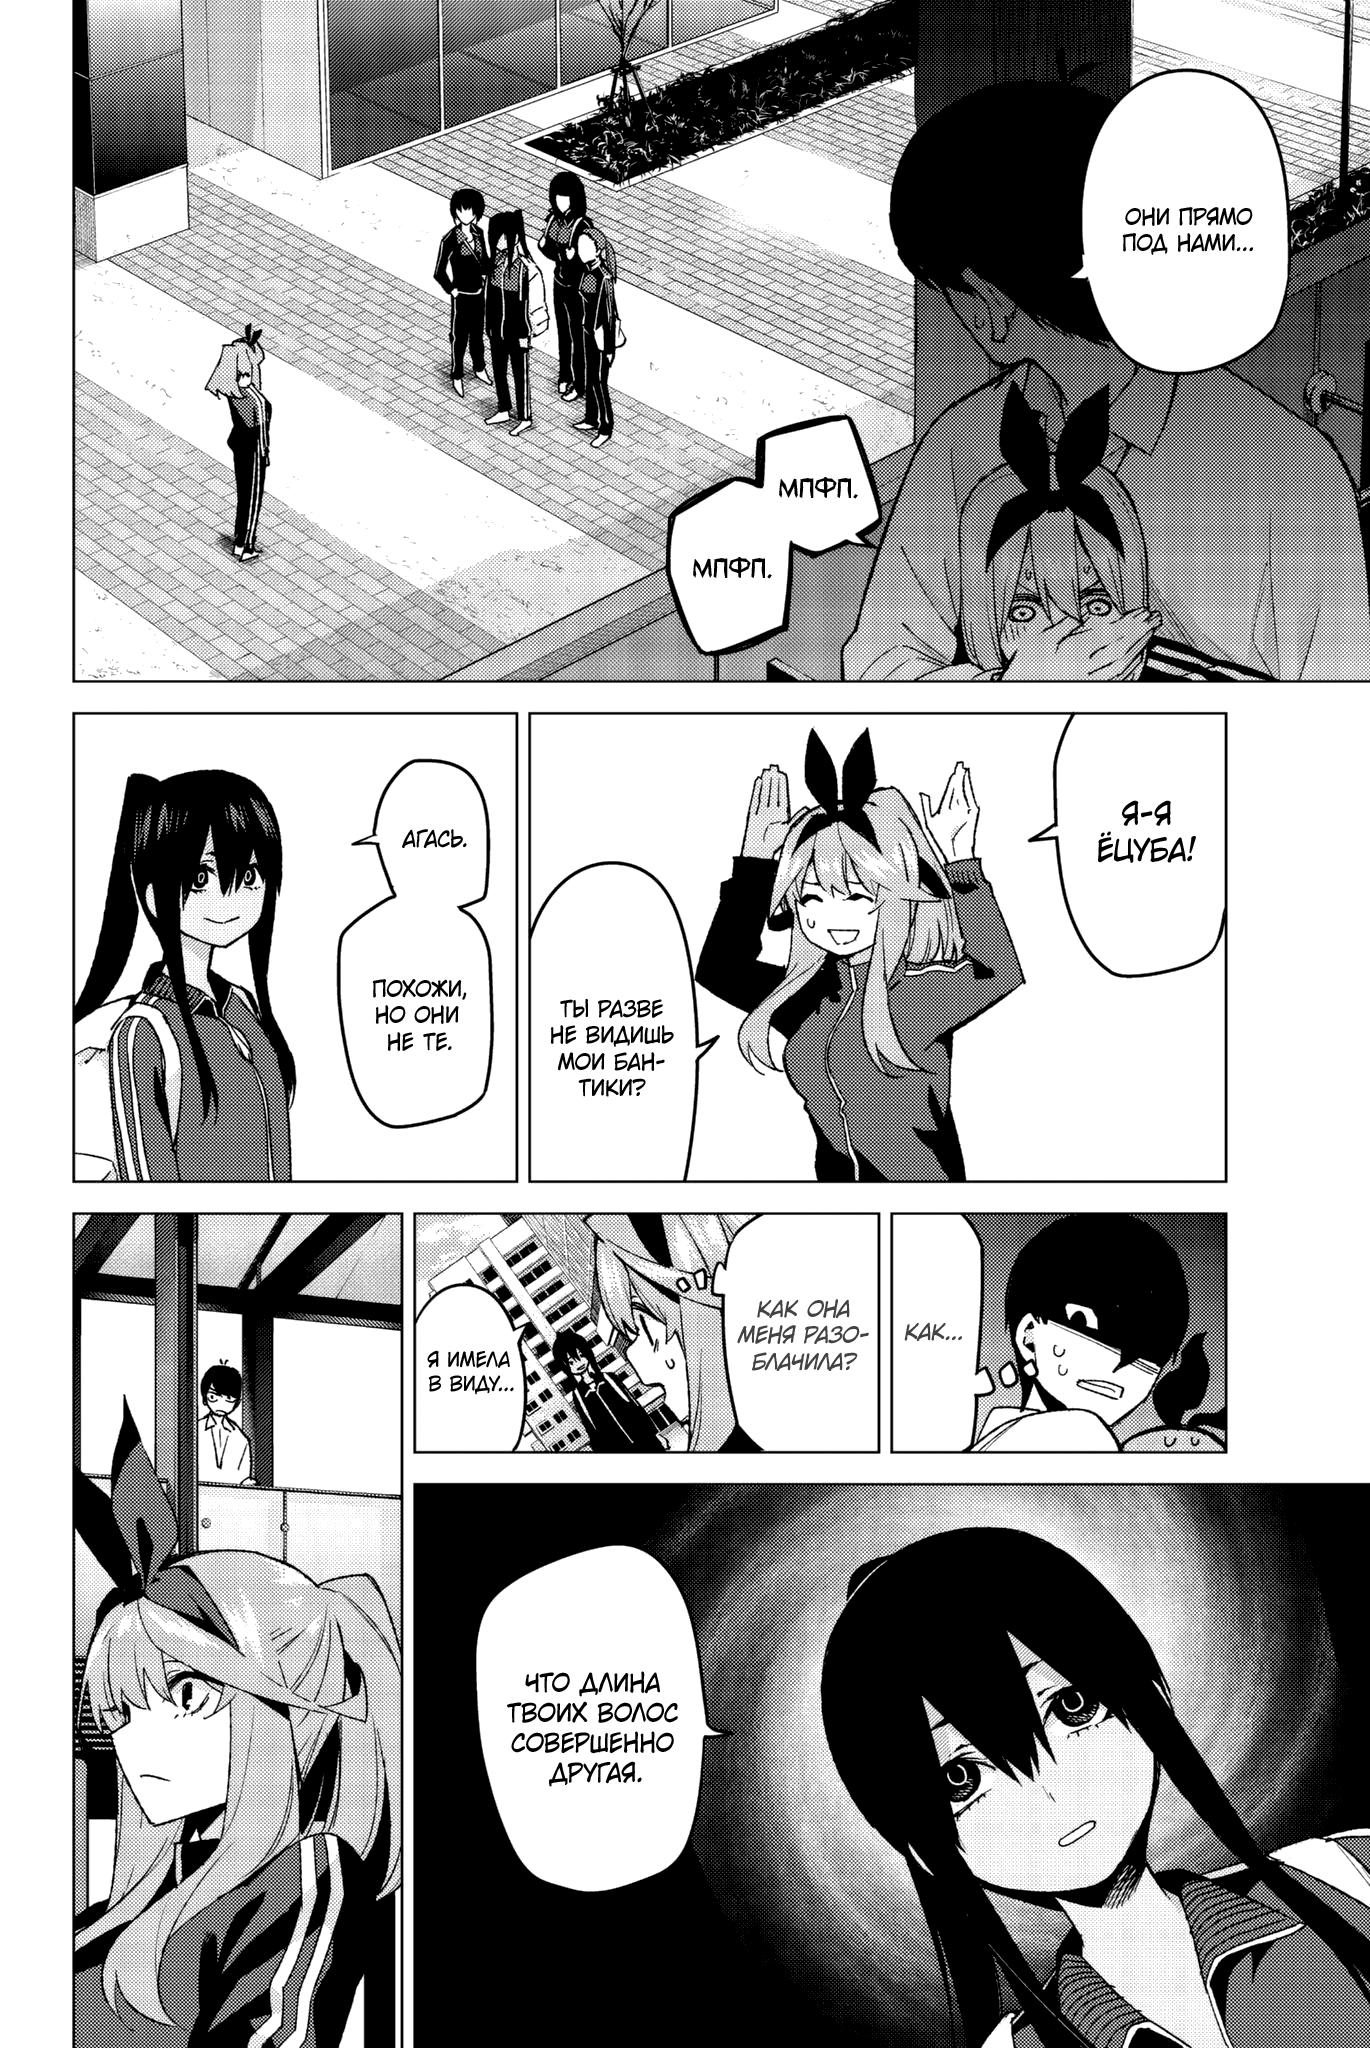 ОНИ ПРЯМО
ПОД НАМИ...
МПФП.
МПФП.
Я-Я
ЁЦУБА!
ТЫ РАЗВЕ
НЕ ВИДИШЬ
МОИ БАН-
ТИКИ?
АГАСЬ.
ПОХОЖИ,
НО ОНИ
НЕ ТЕ.
КАК...
КАК ОНА
МЕНЯ РАЗО-
БЛАЧИЛА?
Я ИМЕЛА
В ВИДУ...
ЧТО ДЛИНА
ТВОИХ ВОЛОС
СОВЕРШЕННО
ДРУГАЯ.